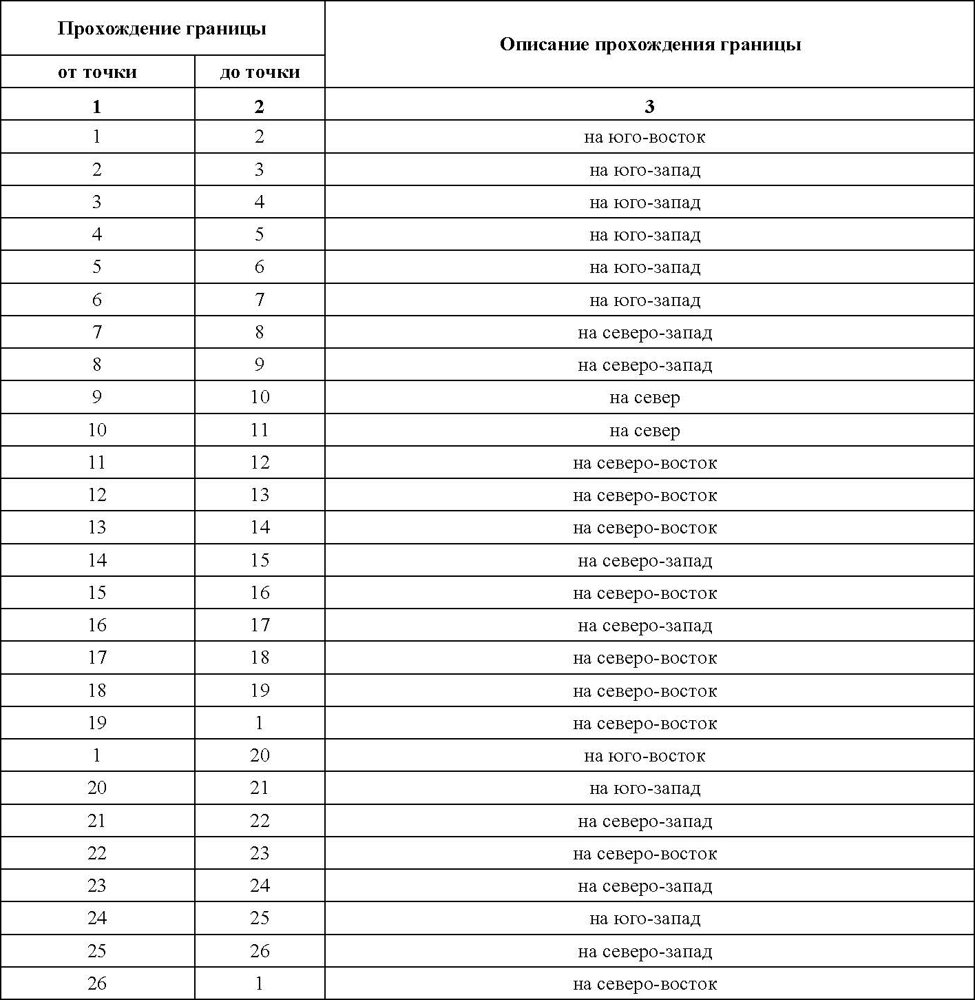 Прохождение границы
Описание прохождения границы
от точки до точки
1 2 3
1 2 на юго-восток
2 3 на юго-запад
3 4 на юго-запад
4 5 на юго-запад
5 6 на юго-запад
6 7 на юго-запад
7 8 на северо-запад
8 9 на северо-запад
9 10 на север
10 11 на север
11 12 на северо-восток
12 13 на северо-восток
13 14 на северо-восток
14 15 на северо-запад
15 16 на северо-восток
16 17 на северо-запад
17 18 на северо-восток
18 19 на северо-восток
19 1 на северо-восток
1 20 на юго-восток
20 21 на юго-запад
21 22 на северо-запад
22 23 на северо-восток
23 24 на северо-запад
24 25 на юго-запад
25 26 на северо-запад
26 1 на северо-восток